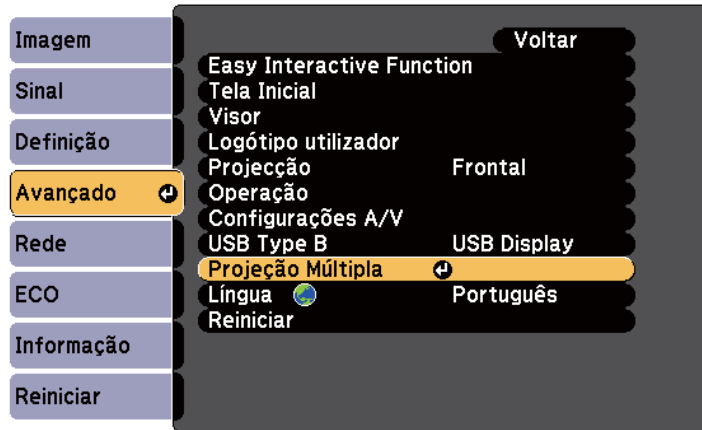 Imagem
Sinal
Definição
Avançado
Rede
ECO
Informação
Reiniciar
Voltar
Easy Interactive Function
Tela Inicial
Visor
Logótipo utilizador
Projecção Frontal
Operação
Configurações A/V
USB Type B USB Display
Projeção Múltipla
Língua Português
Reiniciar